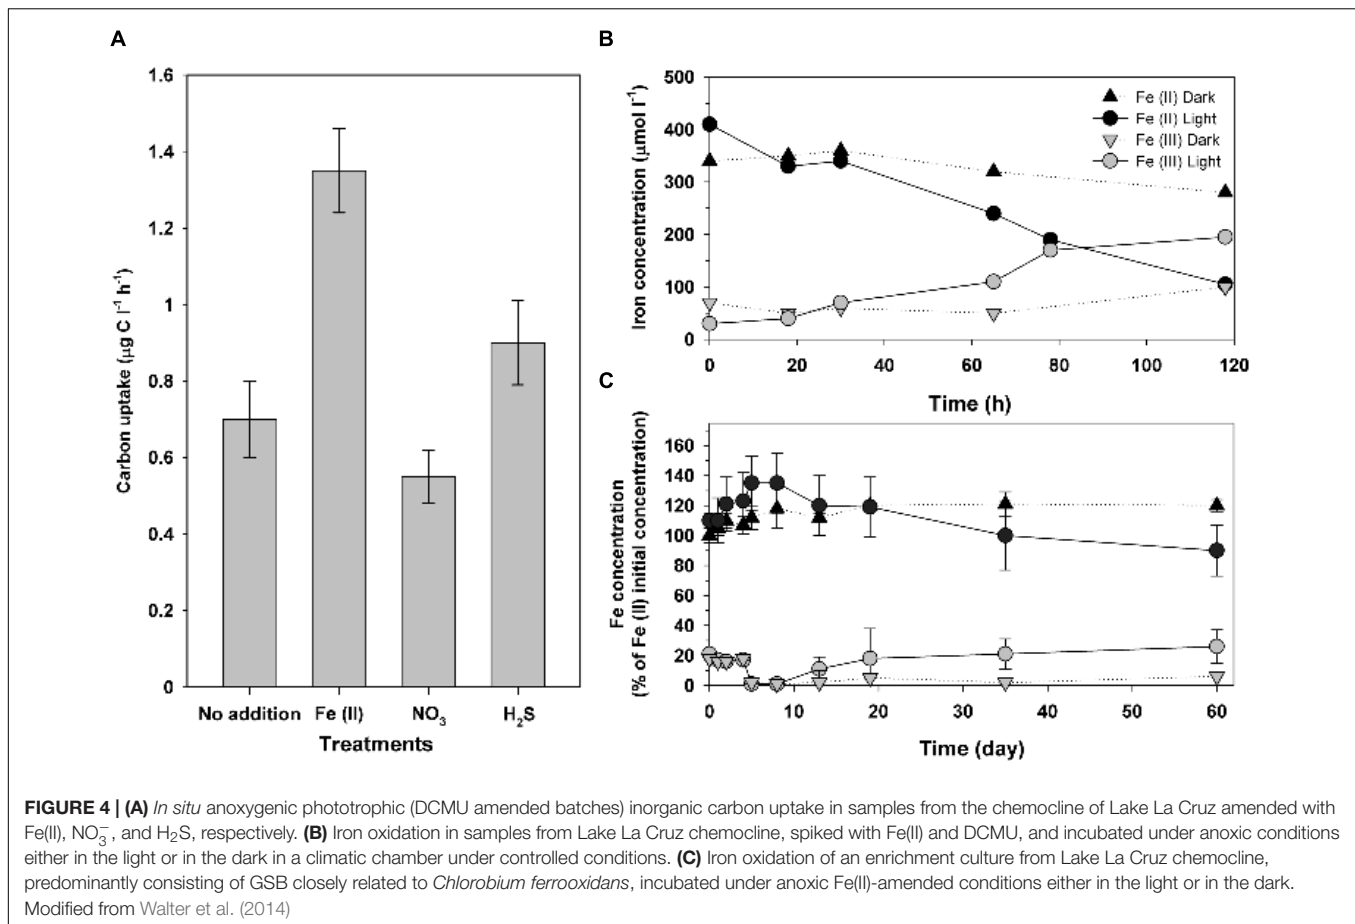 A
B
1.6
1.4
1.2
1
0.8
0.6
0.4
0.2
0
Carbon uptake (µg C l⁻¹ h⁻¹)
No addition Fe (II) NO₃ H₂S
Treatments
500
400
300
200
100
0
Iron concentration (µmol l⁻¹)
Fe (II) Dark
Fe (II) Light
Fe (III) Dark
Fe (III) Light
0 20 40 60 80 100 120
Time (h)
C
160
140
120
100
80
60
40
20
0
Fe concentration
(% of Fe (II) initial concentration)
0 10 20 30 40 50 60
Time (day)
FIGURE 4 | (A) In situ anoxygenic phototrophic (DCMU amended batches) inorganic carbon uptake in samples from the chemocline of Lake La Cruz amended with
Fe(II), NO₃⁻, and H₂S, respectively. (B) Iron oxidation in samples from Lake La Cruz chemocline, spiked with Fe(II) and DCMU, and incubated under anoxic conditions
either in the light or in the dark in a climatic chamber under controlled conditions. (C) Iron oxidation of an enrichment culture from Lake La Cruz chemocline,
predominantly consisting of GSB closely related to Chlorobium ferrooxidans, incubated under anoxic Fe(II)-amended conditions either in the light or in the dark.
Modified from Walter et al. (2014)